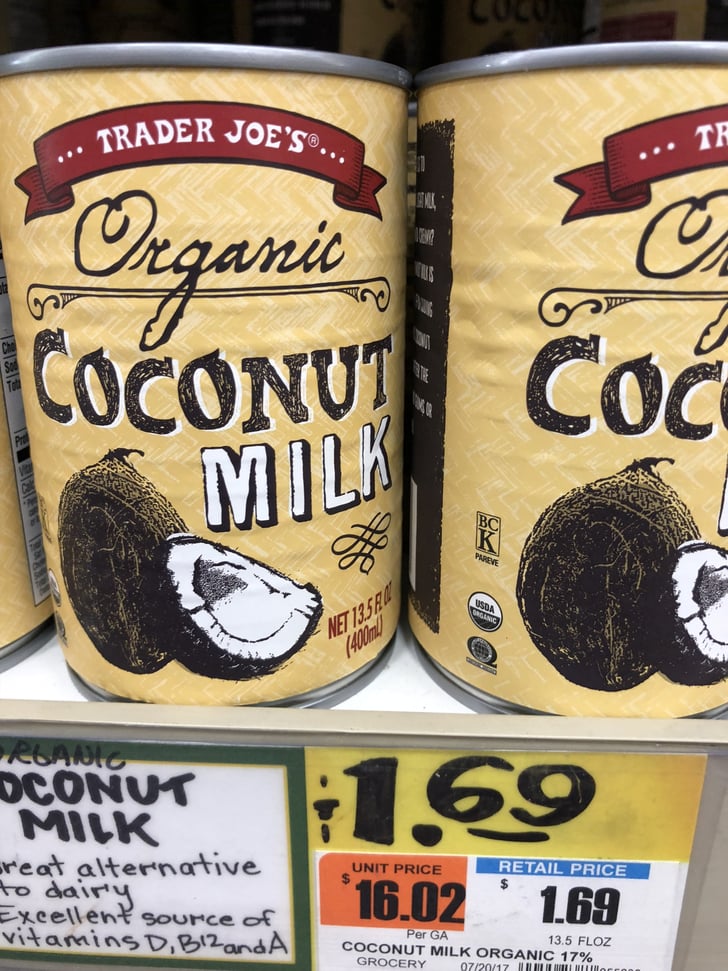 TRADER JOE'S®
Organic
COCONUT
MILK
NET 13.5 FL OZ
(400mL)
TR
COC
BC
K
PAREVE
USDA
ORGANIC
ORGANIC
OCONUT
MILK
reat alternative
to dairy
Excellent source of
vitamins D, B12 and A
$1.69
UNIT PRICE
$16.02
Per GA
RETAIL PRICE
$1.69
13.5 FLOZ
COCONUT MILK ORGANIC 17%
GROCERY 07/20/17